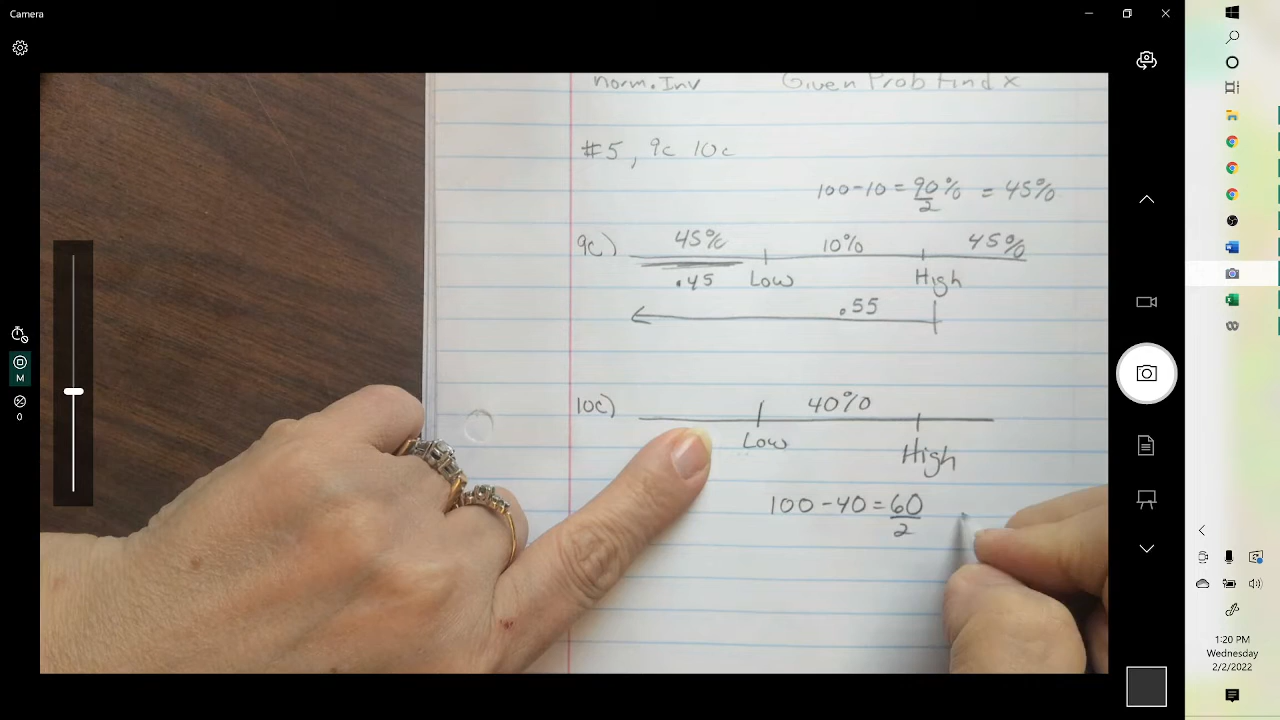 Camera
norm.Inv Given Prob find x
#5, 9c 10c
100-10 = 90% = 45%
2
9c) 45% 10% 45%
.45 Low High
.55
10c) 40%
Low High
100-40=60
2
M
0
1:20 PM
Wednesday
2/2/2022